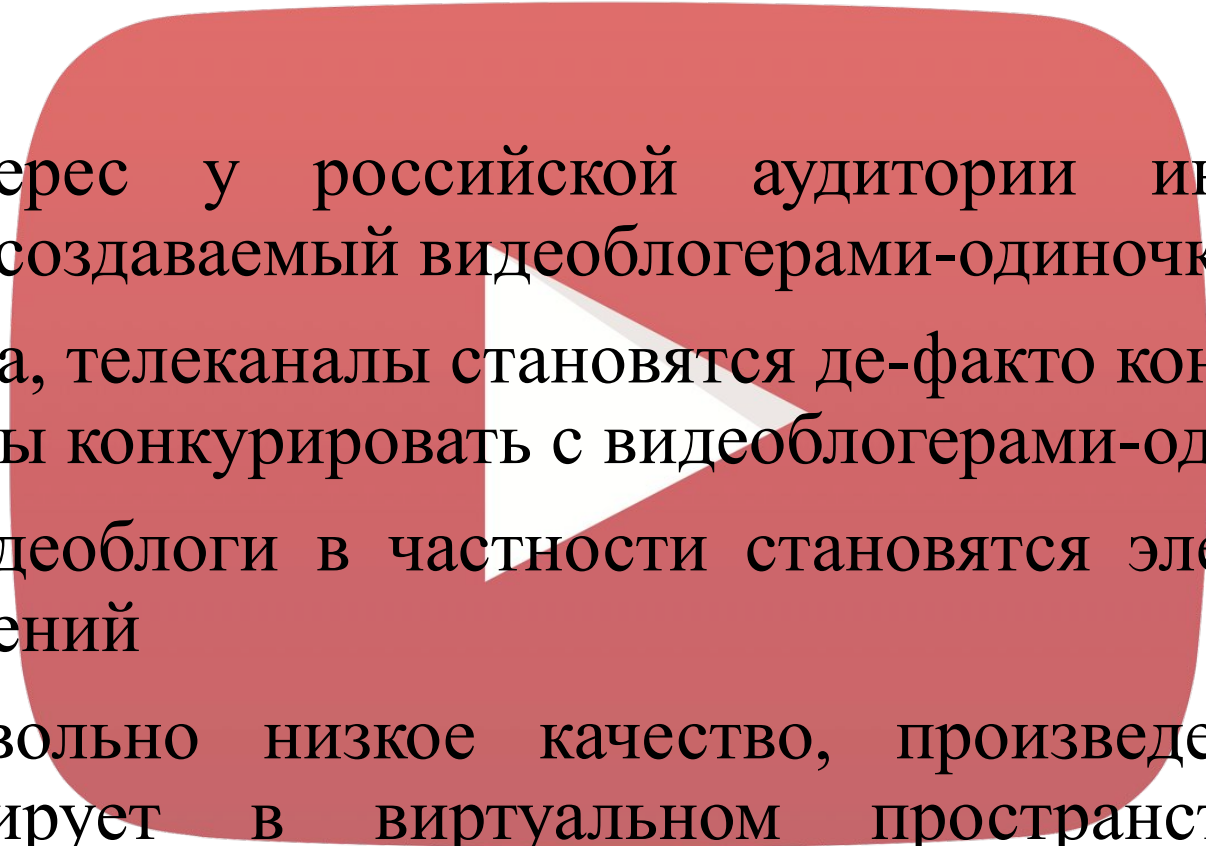 ерес у российской аудитории ин
создаваемый видеоблогерами-одиночк
а, телеканалы становятся де-факто кон
ы конкурировать с видеоблогерами-од
деоблоги в частности становятся эле
ений
вольно низкое качество, произведе
ирует в виртуальном пространст